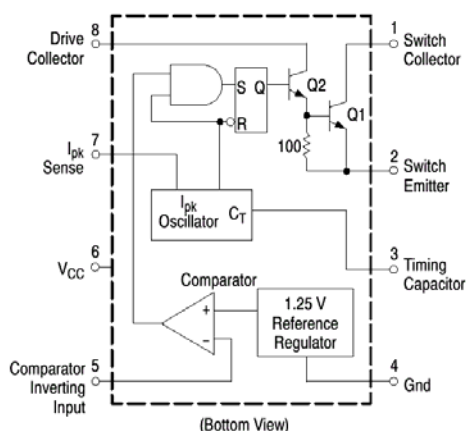 8
Drive
Collector
1
Switch
Collector
S Q
Q2
Q1
R
100
7
Ipk
Sense
2
Switch
Emitter
Ipk
Oscillator
CT
6
VCC
3
Timing
Capacitor
Comparator
+
−
1.25 V
Reference
Regulator
5
Comparator
Inverting
Input
4
Gnd
(Bottom View)